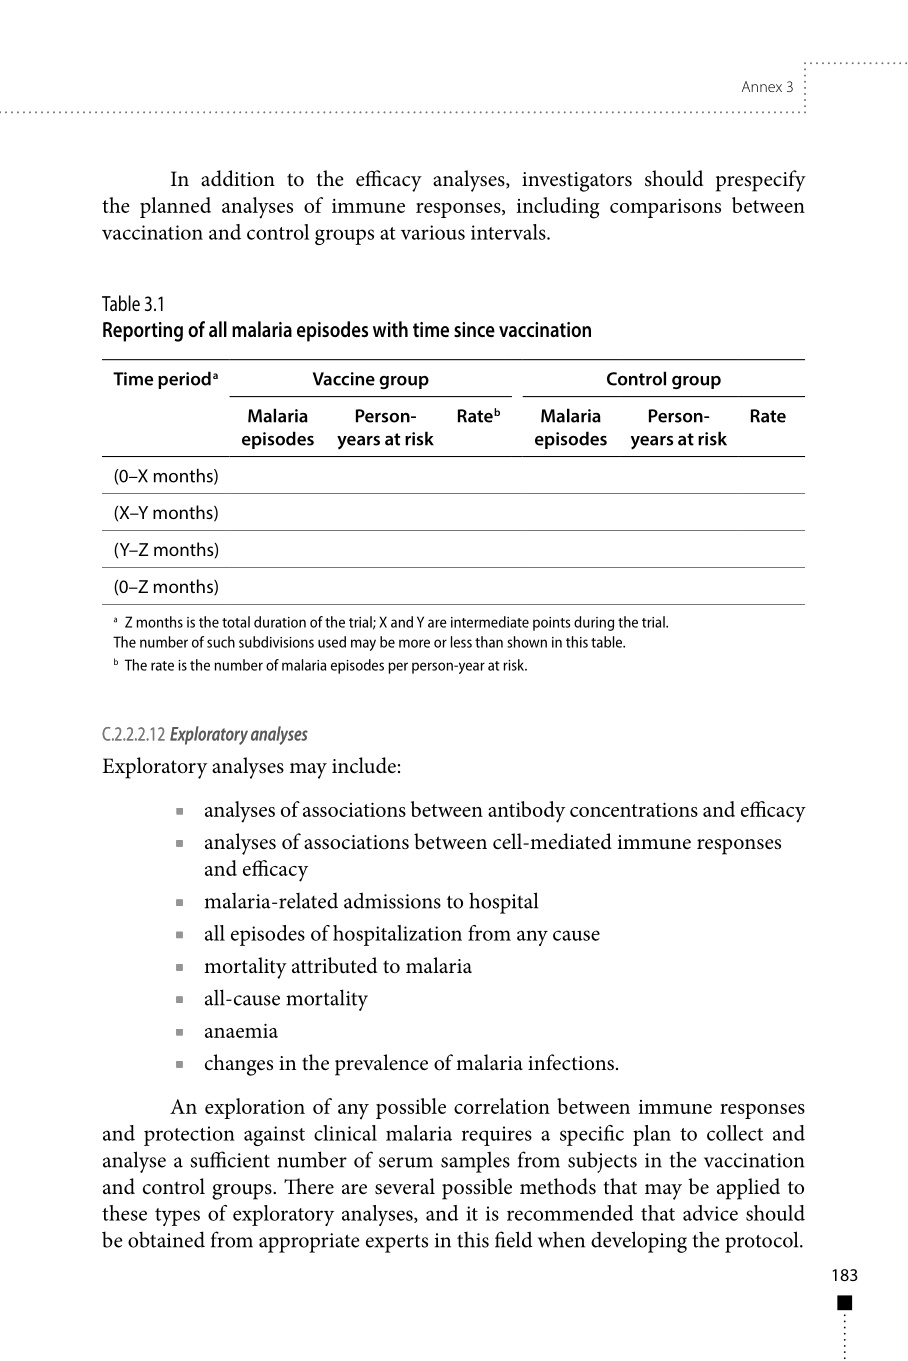 Annex 3
In addition to the efficacy analyses, investigators should prespecify
the planned analyses of immune responses, including comparisons between
vaccination and control groups at various intervals.
Table 3.1
Reporting of all malaria episodes with time since vaccination
Time period a Vaccine group Control group
Malaria Person- Rate b Malaria Person- Rate
episodes years at risk episodes years at risk
(0–X months)
(X–Y months)
(Y–Z months)
(0–Z months)
a Z months is the total duration of the trial; X and Y are intermediate points during the trial.
The number of such subdivisions used may be more or less than shown in this table.
b The rate is the number of malaria episodes per person-year at risk.
C.2.2.2.12 Exploratory analyses
Exploratory analyses may include:
■ analyses of associations between antibody concentrations and efficacy
■ analyses of associations between cell-mediated immune responses
and efficacy
■ malaria-related admissions to hospital
■ all episodes of hospitalization from any cause
■ mortality attributed to malaria
■ all-cause mortality
■ anaemia
■ changes in the prevalence of malaria infections.
An exploration of any possible correlation between immune responses
and protection against clinical malaria requires a specific plan to collect and
analyse a sufficient number of serum samples from subjects in the vaccination
and control groups. There are several possible methods that may be applied to
these types of exploratory analyses, and it is recommended that advice should
be obtained from appropriate experts in this field when developing the protocol.
183